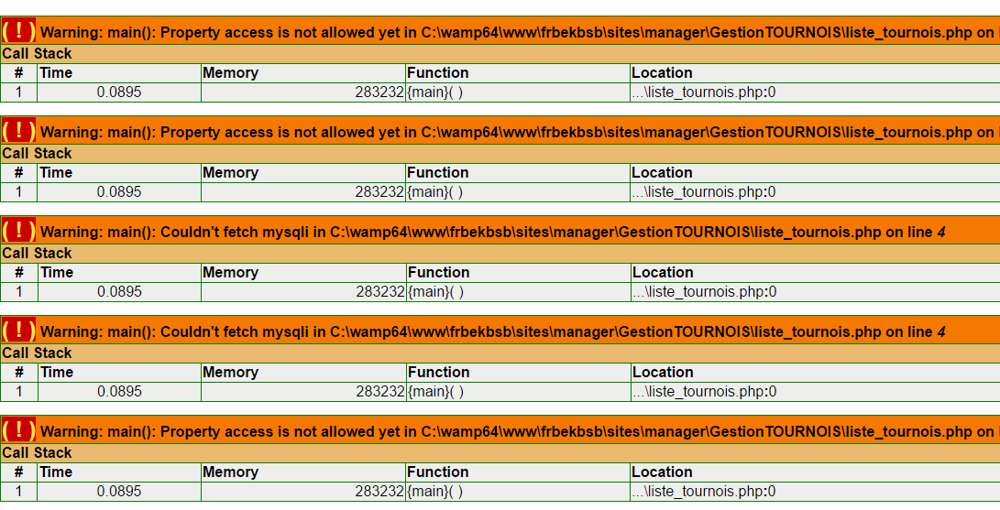 ( ! ) Warning: main(): Property access is not allowed yet in C:\wamp64\www\frbekbsb\sites\manager\GestionTOURNOIS\liste_tournois.php on
Call Stack
# Time Memory Function Location
1 0.0895 283232 {main}( ) ...\liste_tournois.php:0
( ! ) Warning: main(): Property access is not allowed yet in C:\wamp64\www\frbekbsb\sites\manager\GestionTOURNOIS\liste_tournois.php on
Call Stack
# Time Memory Function Location
1 0.0895 283232 {main}( ) ...\liste_tournois.php:0
( ! ) Warning: main(): Couldn't fetch mysqli in C:\wamp64\www\frbekbsb\sites\manager\GestionTOURNOIS\liste_tournois.php on line 4
Call Stack
# Time Memory Function Location
1 0.0895 283232 {main}( ) ...\liste_tournois.php:0
( ! ) Warning: main(): Couldn't fetch mysqli in C:\wamp64\www\frbekbsb\sites\manager\GestionTOURNOIS\liste_tournois.php on line 4
Call Stack
# Time Memory Function Location
1 0.0895 283232 {main}( ) ...\liste_tournois.php:0
( ! ) Warning: main(): Property access is not allowed yet in C:\wamp64\www\frbekbsb\sites\manager\GestionTOURNOIS\liste_tournois.php on
Call Stack
# Time Memory Function Location
1 0.0895 283232 {main}( ) ...\liste_tournois.php:0